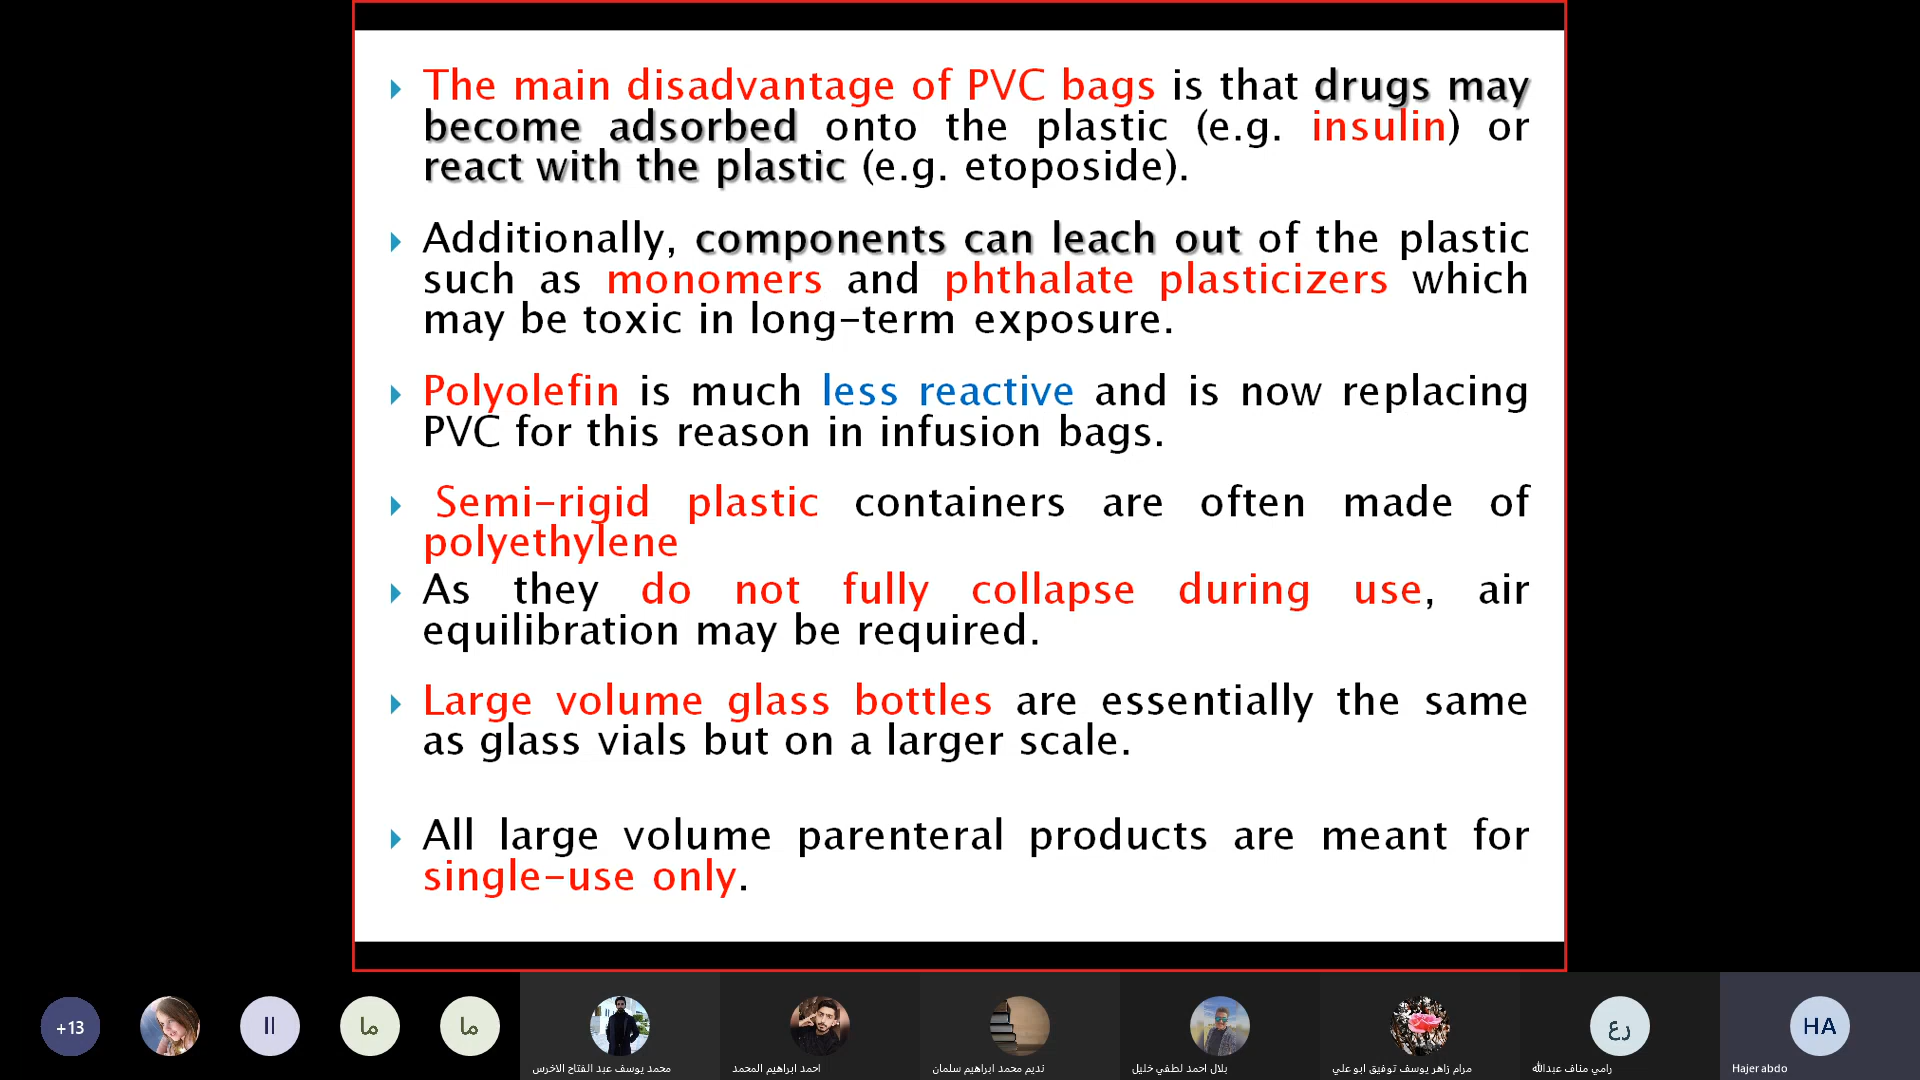 The main disadvantage of PVC bags is that drugs may
become adsorbed onto the plastic (e.g. insulin) or
react with the plastic (e.g. etoposide).
Additionally, components can leach out of the plastic
such as monomers and phthalate plasticizers which
may be toxic in long-term exposure.
Polyolefin is much less reactive and is now replacing
PVC for this reason in infusion bags.
Semi-rigid plastic containers are often made of
polyethylene
As they do not fully collapse during use, air
equilibration may be required.
Large volume glass bottles are essentially the same
as glass vials but on a larger scale.
All large volume parenteral products are meant for
single-use only.
+13
اا
ما
ما
رع
HA
محمد يوسف عبد الفتاح الاخرس
احمد ابراهيم المحمد
نديم محمد ابراهيم سلمان
بلال احمد لطفي خليل
مرام زاهر يوسف توفيق ابو علي
رامي مناف عبدالله
Hajer abdo